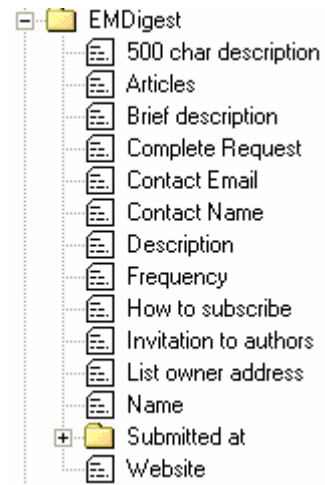 EMDigest
500 char description
Articles
Brief description
Complete Request
Contact Email
Contact Name
Description
Frequency
How to subscribe
Invitation to authors
List owner address
Name
Submitted at
Website